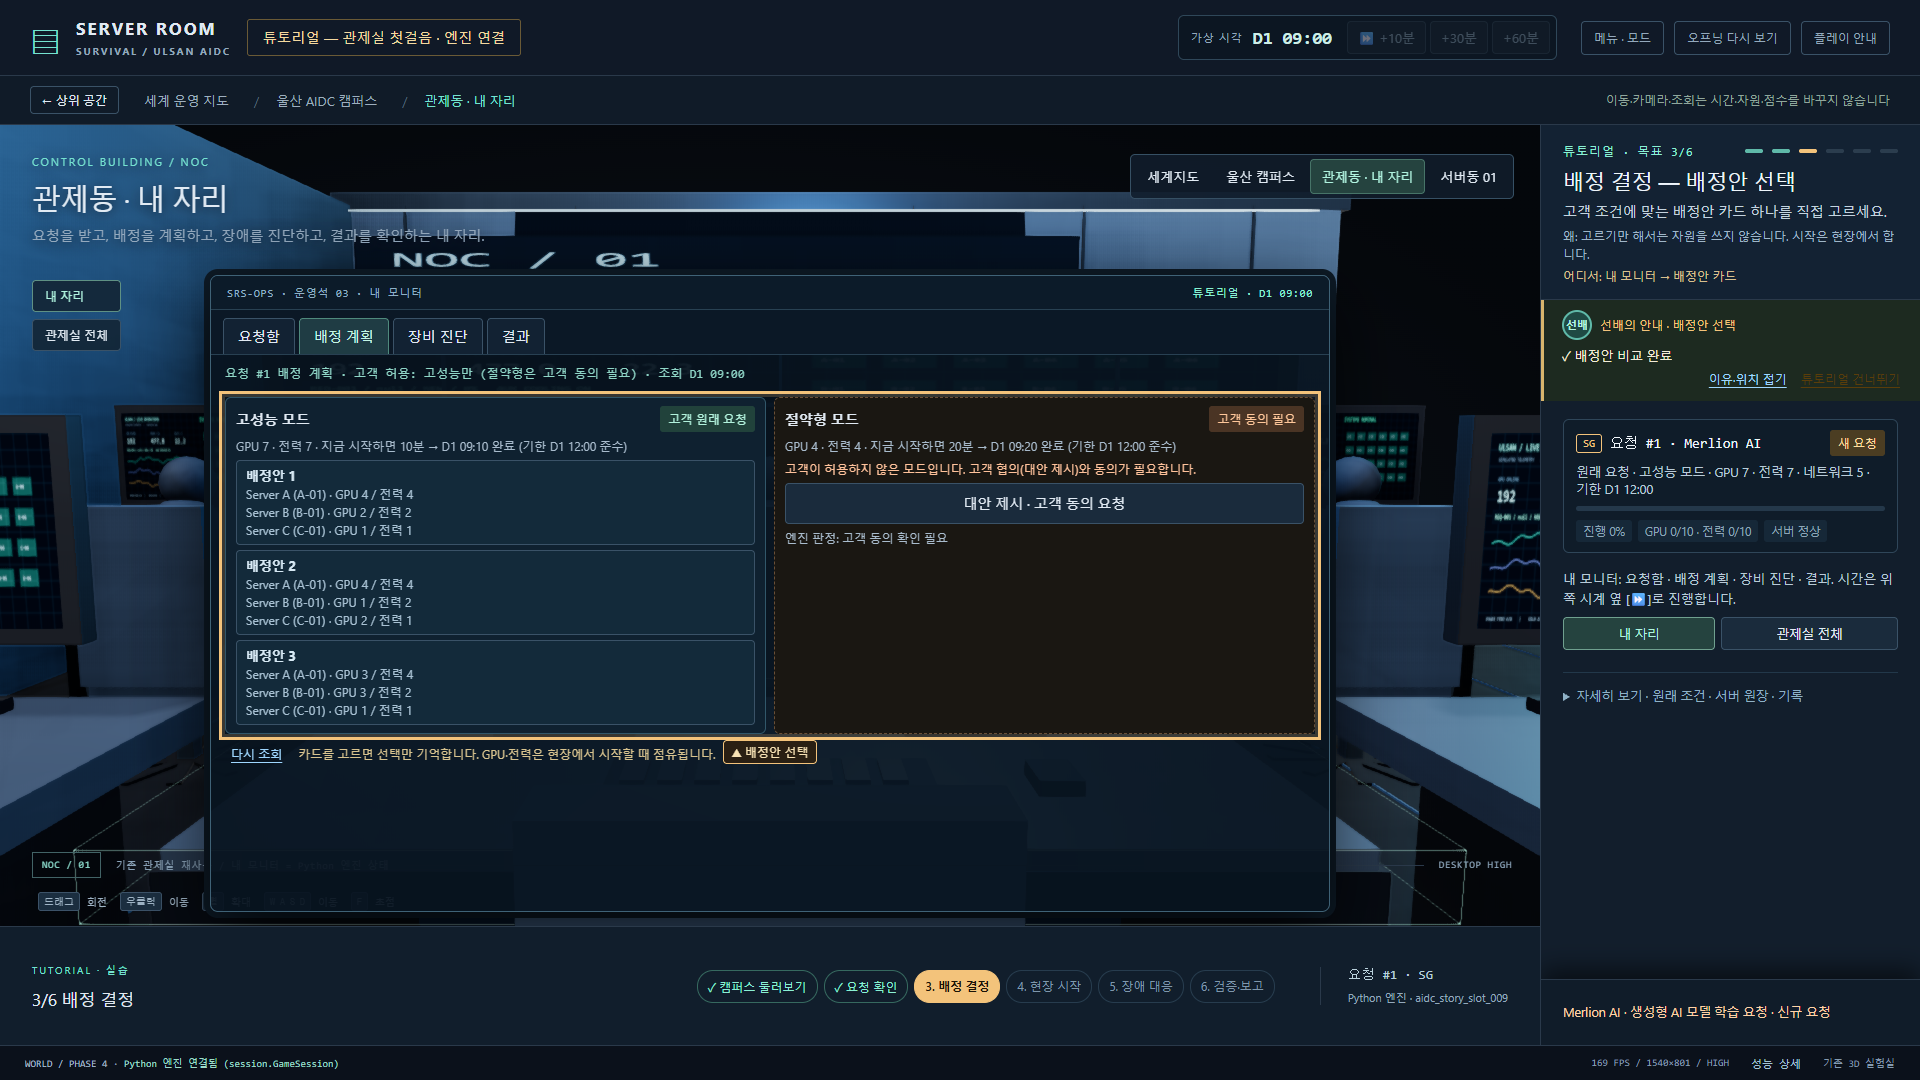 SERVER ROOM
SURVIVAL / ULSAN AIDC
튜토리얼 — 관제실 첫걸음 · 엔진 연결
가상 시각 D1 09:00 ⏩ +10분 +30분 +60분
메뉴 · 모드 오프닝 다시 보기 플레이 안내
← 상위 공간 세계 운영 지도 / 울산 AIDC 캠퍼스 / 관제동 · 내 자리
이동·카메라·조회는 시간·자원·점수를 바꾸지 않습니다
CONTROL BUILDING / NOC
관제동 · 내 자리
요청을 받고, 배정을 계획하고, 장애를 진단하고, 결과를 확인하는 내 자리.
세계지도 울산 캠퍼스 관제동 · 내 자리 서버동 01
내 자리
관제실 전체
NOC / 01
SRS-OPS · 운영석 03 · 내 모니터
튜토리얼 · D1 09:00
요청함 배정 계획 장비 진단 결과
요청 #1 배정 계획 · 고객 허용: 고성능만 (절약형은 고객 동의 필요) · 조회 D1 09:00
고성능 모드 고객 원래 요청
GPU 7 · 전력 7 · 지금 시작하면 10분 → D1 09:10 완료 (기한 D1 12:00 준수)
배정안 1
Server A (A-01) · GPU 4 / 전력 4
Server B (B-01) · GPU 2 / 전력 2
Server C (C-01) · GPU 1 / 전력 1
배정안 2
Server A (A-01) · GPU 4 / 전력 4
Server B (B-01) · GPU 1 / 전력 2
Server C (C-01) · GPU 2 / 전력 1
배정안 3
Server A (A-01) · GPU 3 / 전력 4
Server B (B-01) · GPU 3 / 전력 2
Server C (C-01) · GPU 1 / 전력 1
절약형 모드 고객 동의 필요
GPU 4 · 전력 4 · 지금 시작하면 20분 → D1 09:20 완료 (기한 D1 12:00 준수)
고객이 허용하지 않은 모드입니다. 고객 협의(대안 제시)와 동의가 필요합니다.
대안 제시 · 고객 동의 요청
엔진 판정: 고객 동의 확인 필요
다시 조회 카드를 고르면 선택만 기억합니다. GPU·전력은 현장에서 시작할 때 점유됩니다. ▲ 배정안 선택
NOC / 01 기존 관제실
DESKTOP HIGH
드래그 회전 우클릭 이동
튜토리얼 · 목표 3/6
배정 결정 — 배정안 선택
고객 조건에 맞는 배정안 카드 하나를 직접 고르세요.
왜: 고르기만 해서는 자원을 쓰지 않습니다. 시작은 현장에서 합
니다.
어디서: 내 모니터 → 배정안 카드
선배 선배의 안내 · 배정안 선택
✓ 배정안 비교 완료
이유·위치 접기 튜토리얼 건너뛰기
SG 요청 #1 · Merlion AI 새 요청
원래 요청 · 고성능 모드 · GPU 7 · 전력 7 · 네트워크 5 ·
기한 D1 12:00
진행 0% GPU 0/10 · 전력 0/10 서버 정상
내 모니터: 요청함 · 배정 계획 · 장비 진단 · 결과. 시간은 위
쪽 시계 옆 [⏩]로 진행합니다.
내 자리 관제실 전체
▶ 자세히 보기 · 원래 조건 · 서버 원장 · 기록
TUTORIAL · 실습
3/6 배정 결정
✓ 캠퍼스 둘러보기 ✓ 요청 확인 3. 배정 결정 4. 현장 시작 5. 장애 대응 6. 검증·보고
요청 #1 · SG
Python 엔진 · aidc_story_slot_009
Merlion AI · 생성형 AI 모델 학습 요청 · 신규 요청
WORLD / PHASE 4 · Python 엔진 연결됨 (session.GameSession)
169 FPS / 1540×801 / HIGH 성능 상세 기존 3D 실험실